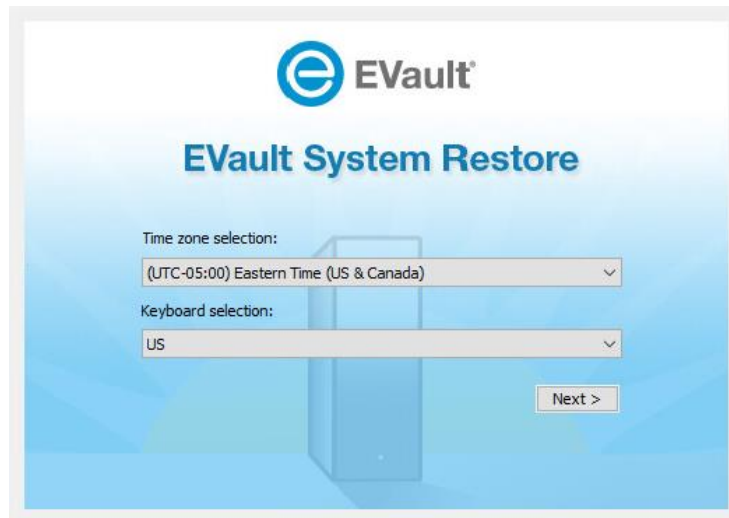 EVault®
EVault System Restore
Time zone selection:
(UTC-05:00) Eastern Time (US & Canada)
Keyboard selection:
US
Next >